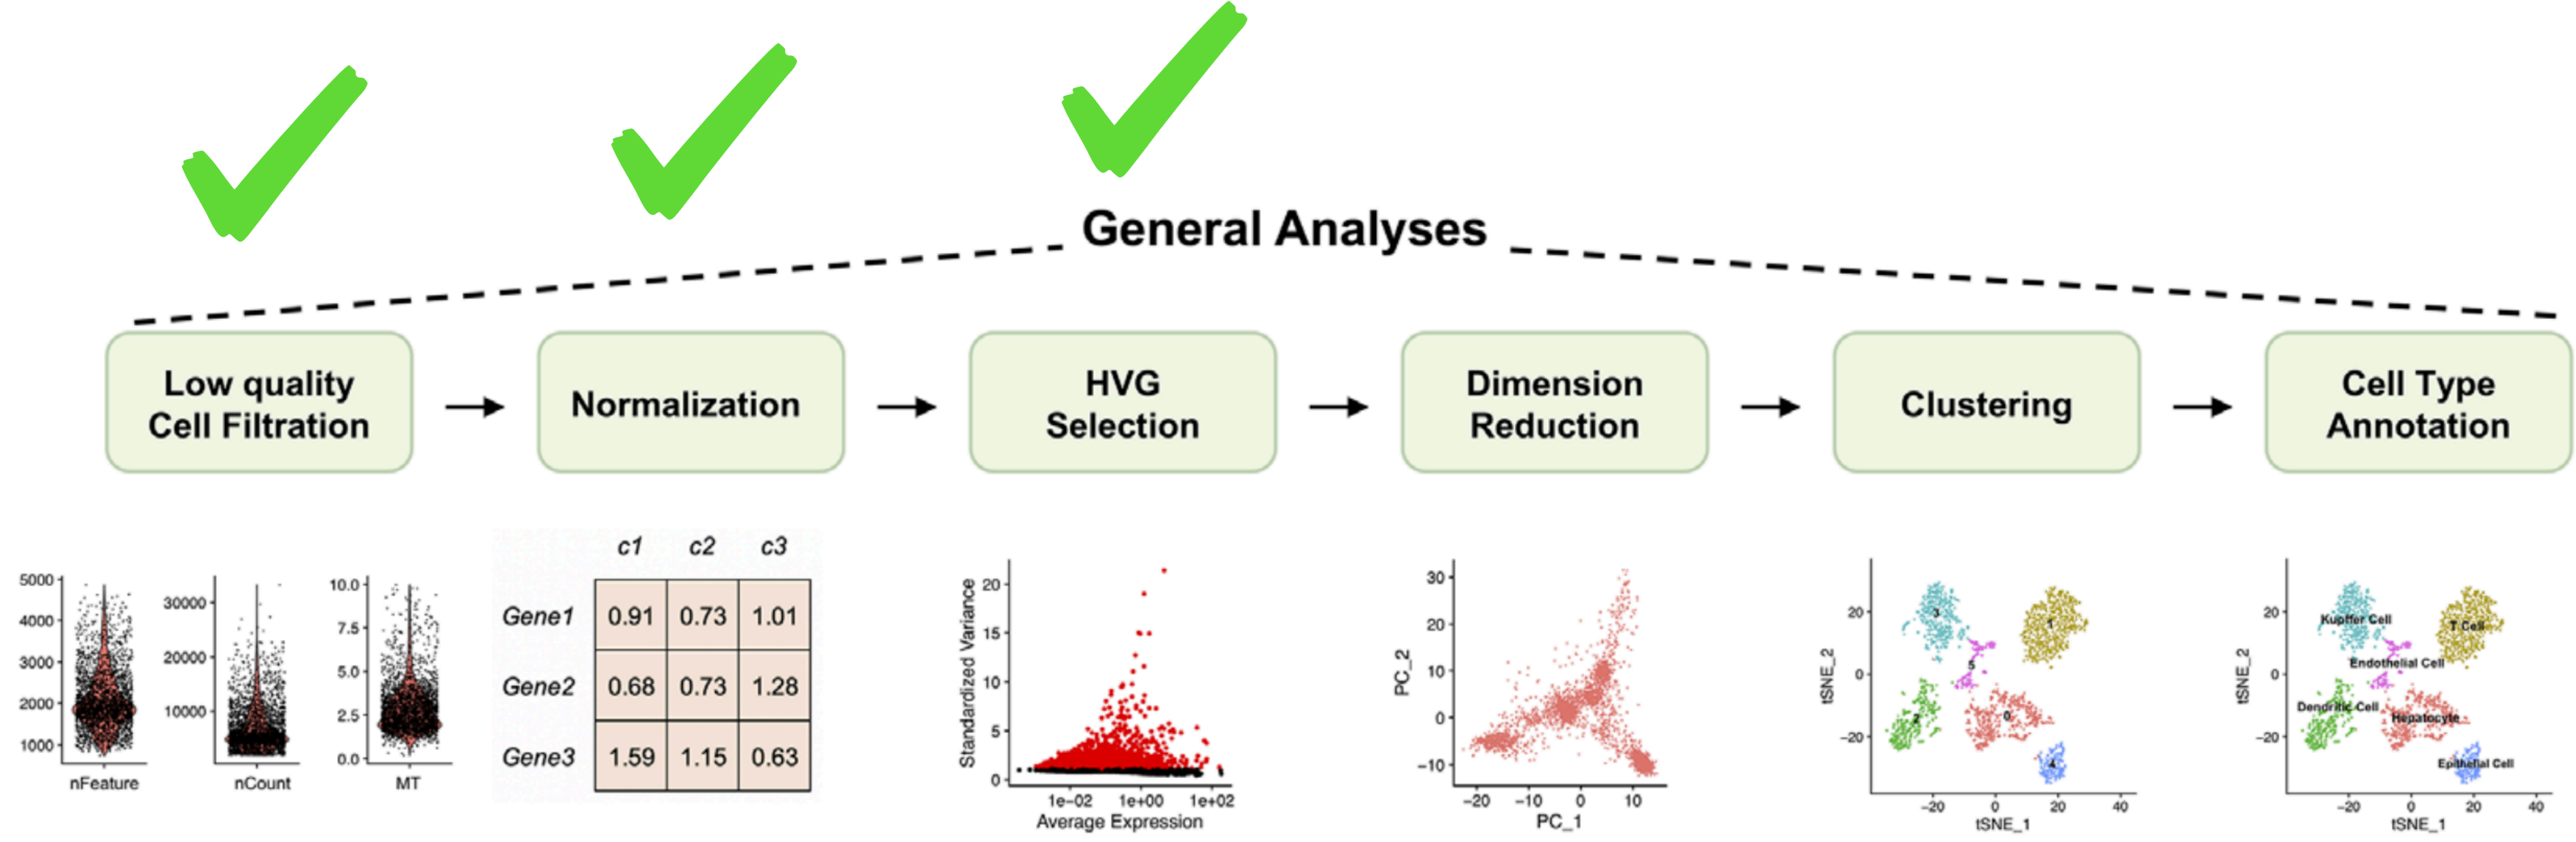 General Analyses
Low quality
Cell Filtration
Normalization
HVG
Selection
Dimension
Reduction
Clustering
Cell Type
Annotation
5000
4000
3000
2000
1000
nFeature
30000
20000
10000
nCount
10.0
7.5
5.0
2.5
0.0
MT
c1 c2 c3
Gene1 0.91 0.73 1.01
Gene2 0.68 0.73 1.28
Gene3 1.59 1.15 0.63
Standardized Variance
20
15
10
5
0
1e-02 1e+00 1e+02
Average Expression
PC_2
30
20
10
0
−10
−20 −10 0 10
PC_1
tSNE_2
20
0
−20
3
1
5
2
0
4
−20 0 20 40
tSNE_1
tSNE_2
20
0
−20
Kupffer Cell
T Cell
Endothelial Cell
Dendritic Cell
Hepatocyte
Epithelial Cell
−20 0 20 40
tSNE_1